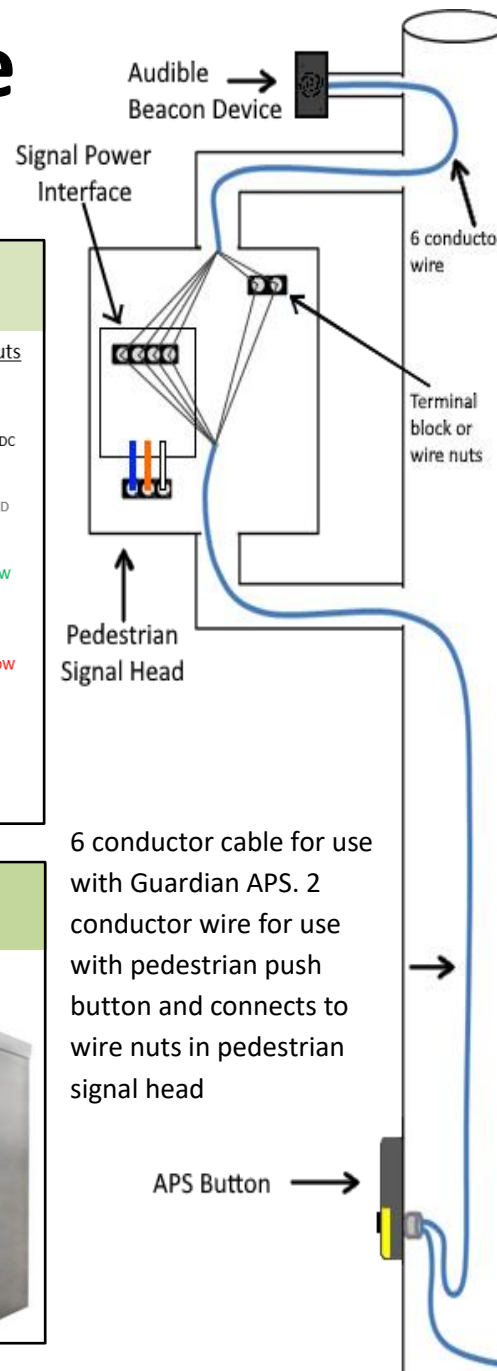 e
Audible
Beacon Device
Signal Power
Interface
6 conducto
wire
uts
DC
D
W
ow
Terminal
block or
wire nuts
Pedestrian
Signal Head
6 conductor cable for use
with Guardian APS. 2
conductor wire for use
with pedestrian push
button and connects to
wire nuts in pedestrian
signal head
APS Button